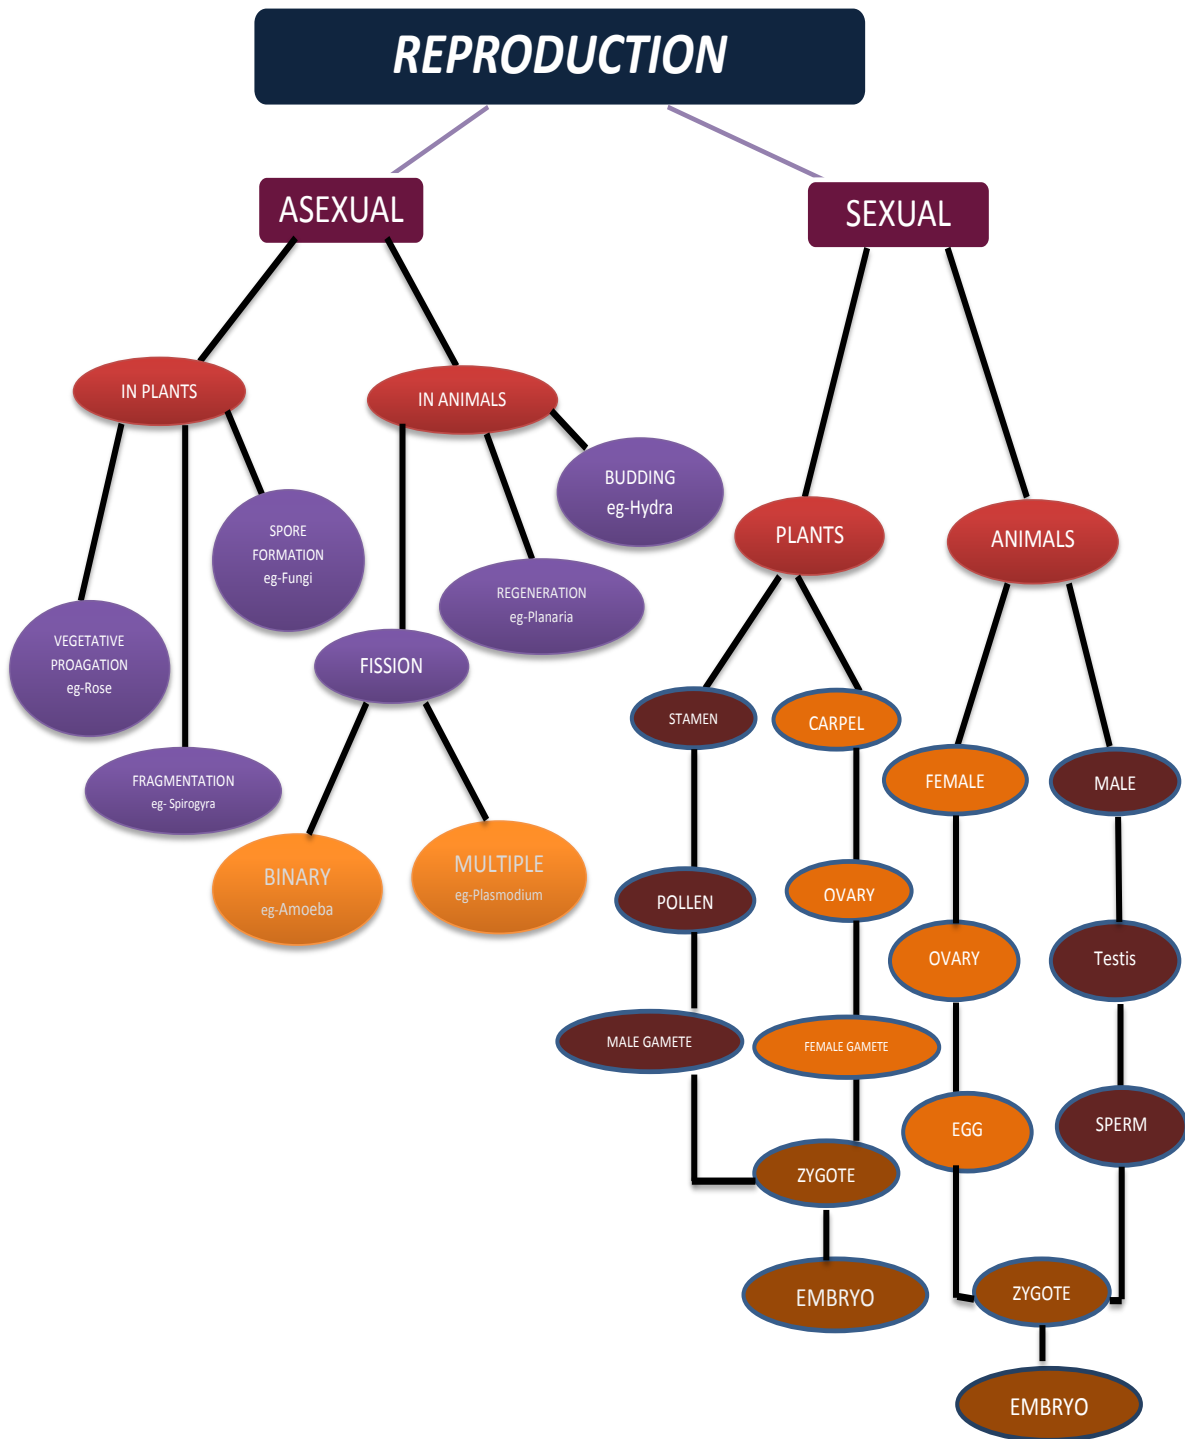 REPRODUCTION
ASEXUAL
SEXUAL
IN PLANTS
IN ANIMALS
BUDDING
eg-Hydra
SPORE
FORMATION
eg-Fungi
PLANTS
ANIMALS
REGENERATION
eg-Planaria
VEGETATIVE
PROAGATION
eg-Rose
FISSION
STAMEN
CARPEL
FRAGMENTATION
eg- Spirogyra
FEMALE
MALE
BINARY
eg-Amoeba
MULTIPLE
eg-Plasmodium
POLLEN
OVARY
OVARY
Testis
MALE GAMETE
FEMALE GAMETE
EGG
SPERM
ZYGOTE
EMBRYO
ZYGOTE
EMBRYO